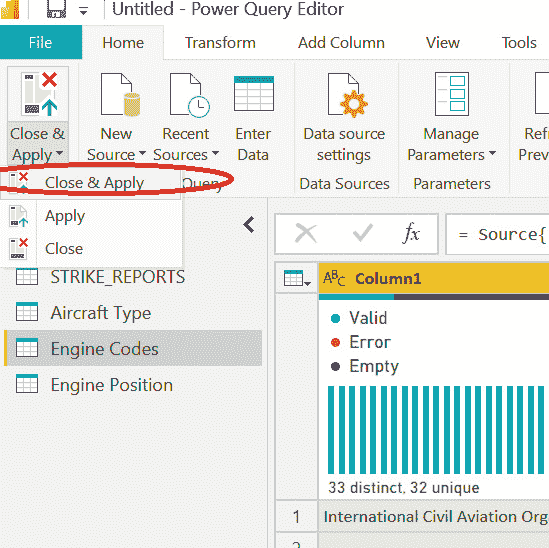 Untitled - Power Query Editor
File Home Transform Add Column View Tools
Close & Apply
New Source
Recent Sources
Enter Data
Data source settings
Manage Parameters
Close & Apply
Query
Data Sources
Parameters
Apply
Close
fx = Source{
STRIKE_REPORTS
Aircraft Type
Engine Codes
Engine Position
ABC Column1
Valid
Error
Empty
33 distinct, 32 unique
1 International Civil Aviation Org
2